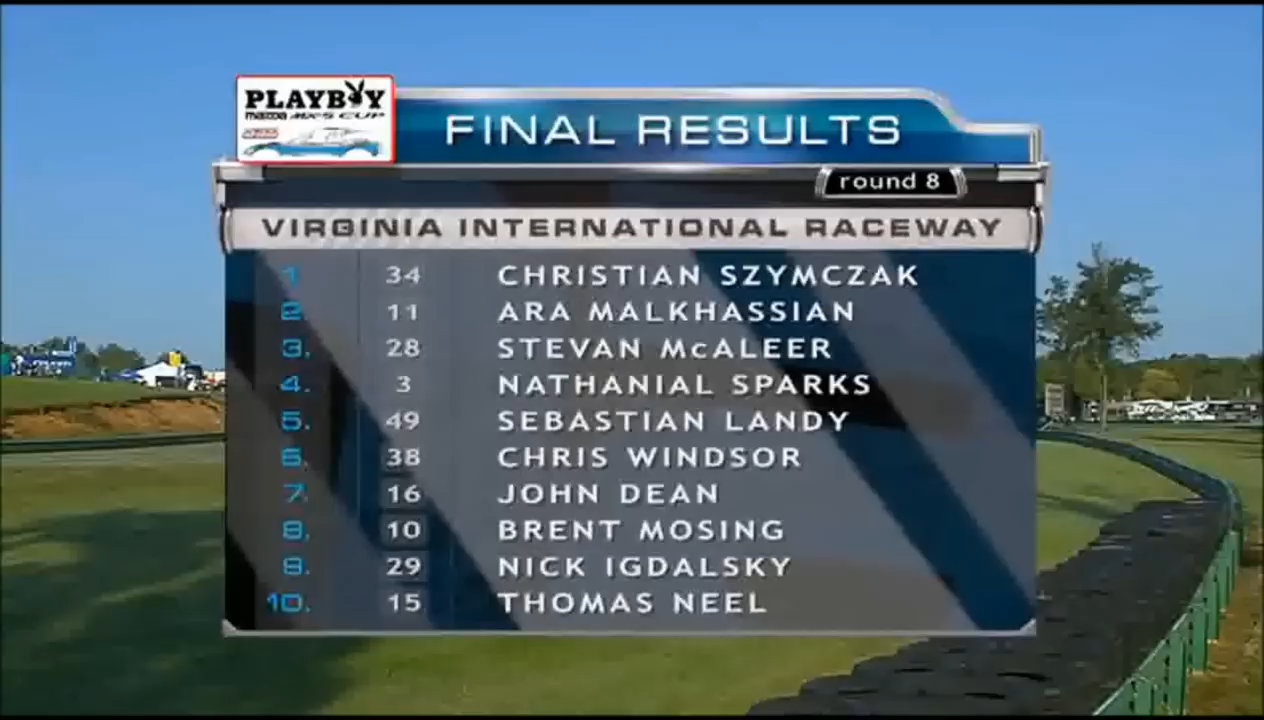 PLAYBOY
mazda MX-5 CUP
FINAL RESULTS
round 8
VIRGINIA INTERNATIONAL RACEWAY
1. 34 CHRISTIAN SZYMCZAK
2. 11 ARA MALKHASSIAN
3. 28 STEVAN McALEER
4. 3 NATHANIAL SPARKS
5. 49 SEBASTIAN LANDY
6. 38 CHRIS WINDSOR
7. 16 JOHN DEAN
8. 10 BRENT MOSING
9. 29 NICK IGDALSKY
10. 15 THOMAS NEEL